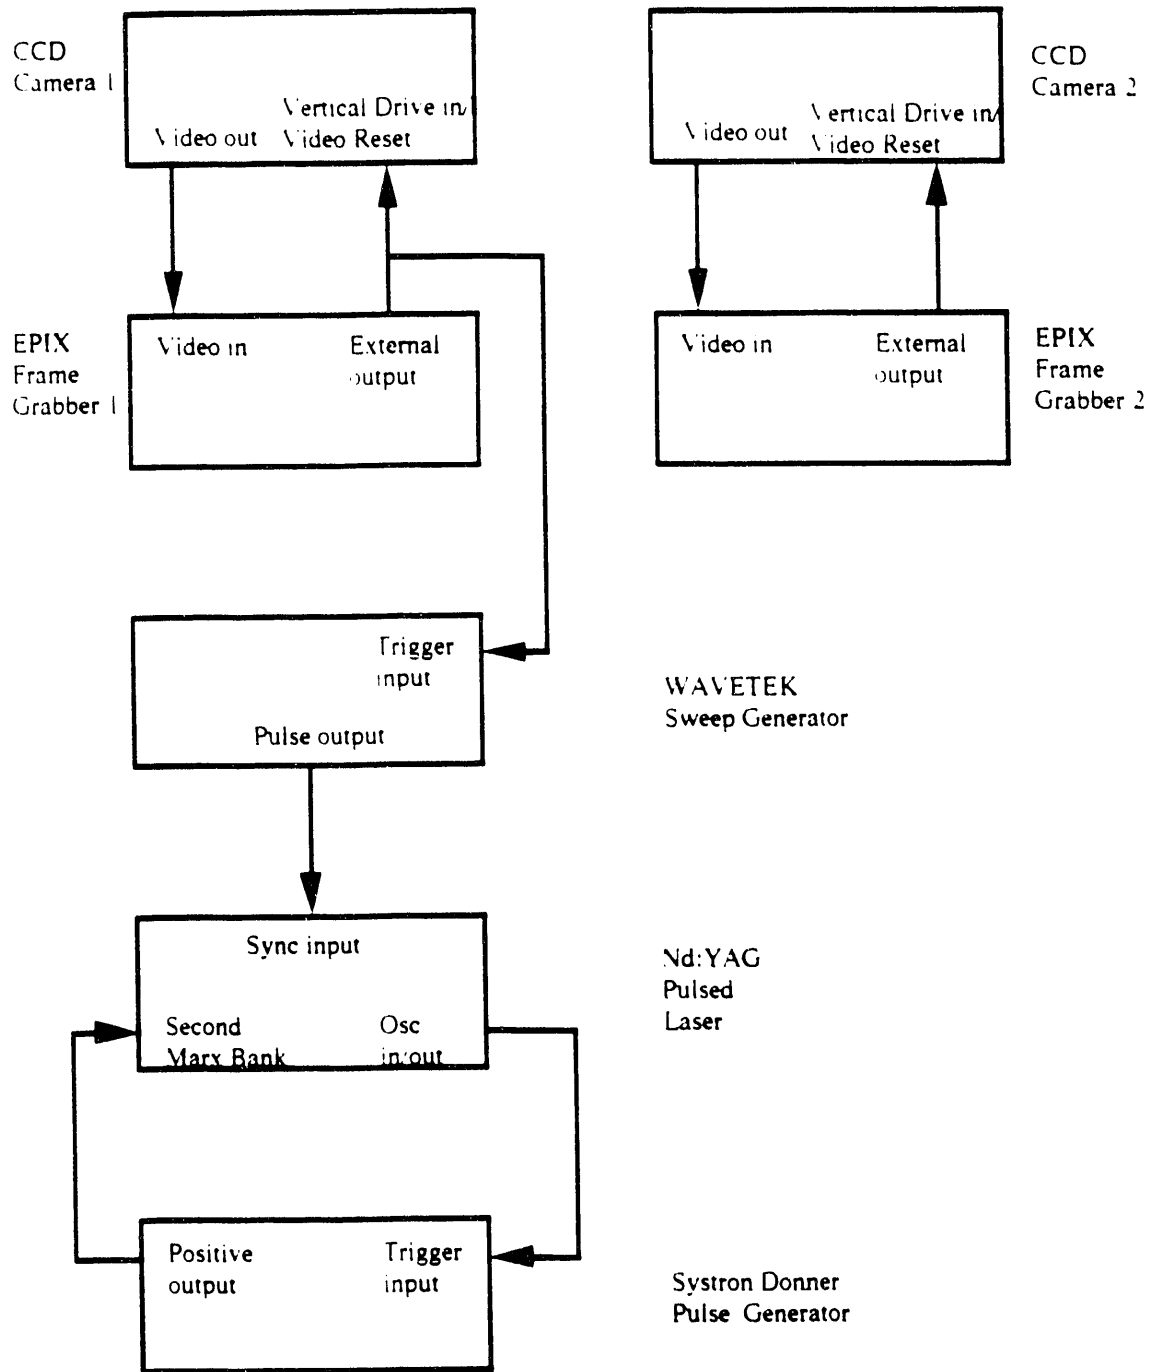 CCD
Camera 1
Vertical Drive in/
Video out Video Reset
CCD
Camera 2
Vertical Drive in/
Video out Video Reset
EPIX
Frame
Grabber 1
Video in External
output
Video in External
output
EPIX
Frame
Grabber 2
Trigger
input
Pulse output
WAVETEK
Sweep Generator
Sync input
Second Osc
Marx Bank in/out
Nd:YAG
Pulsed
Laser
Positive Trigger
output input
Systron Donner
Pulse Generator